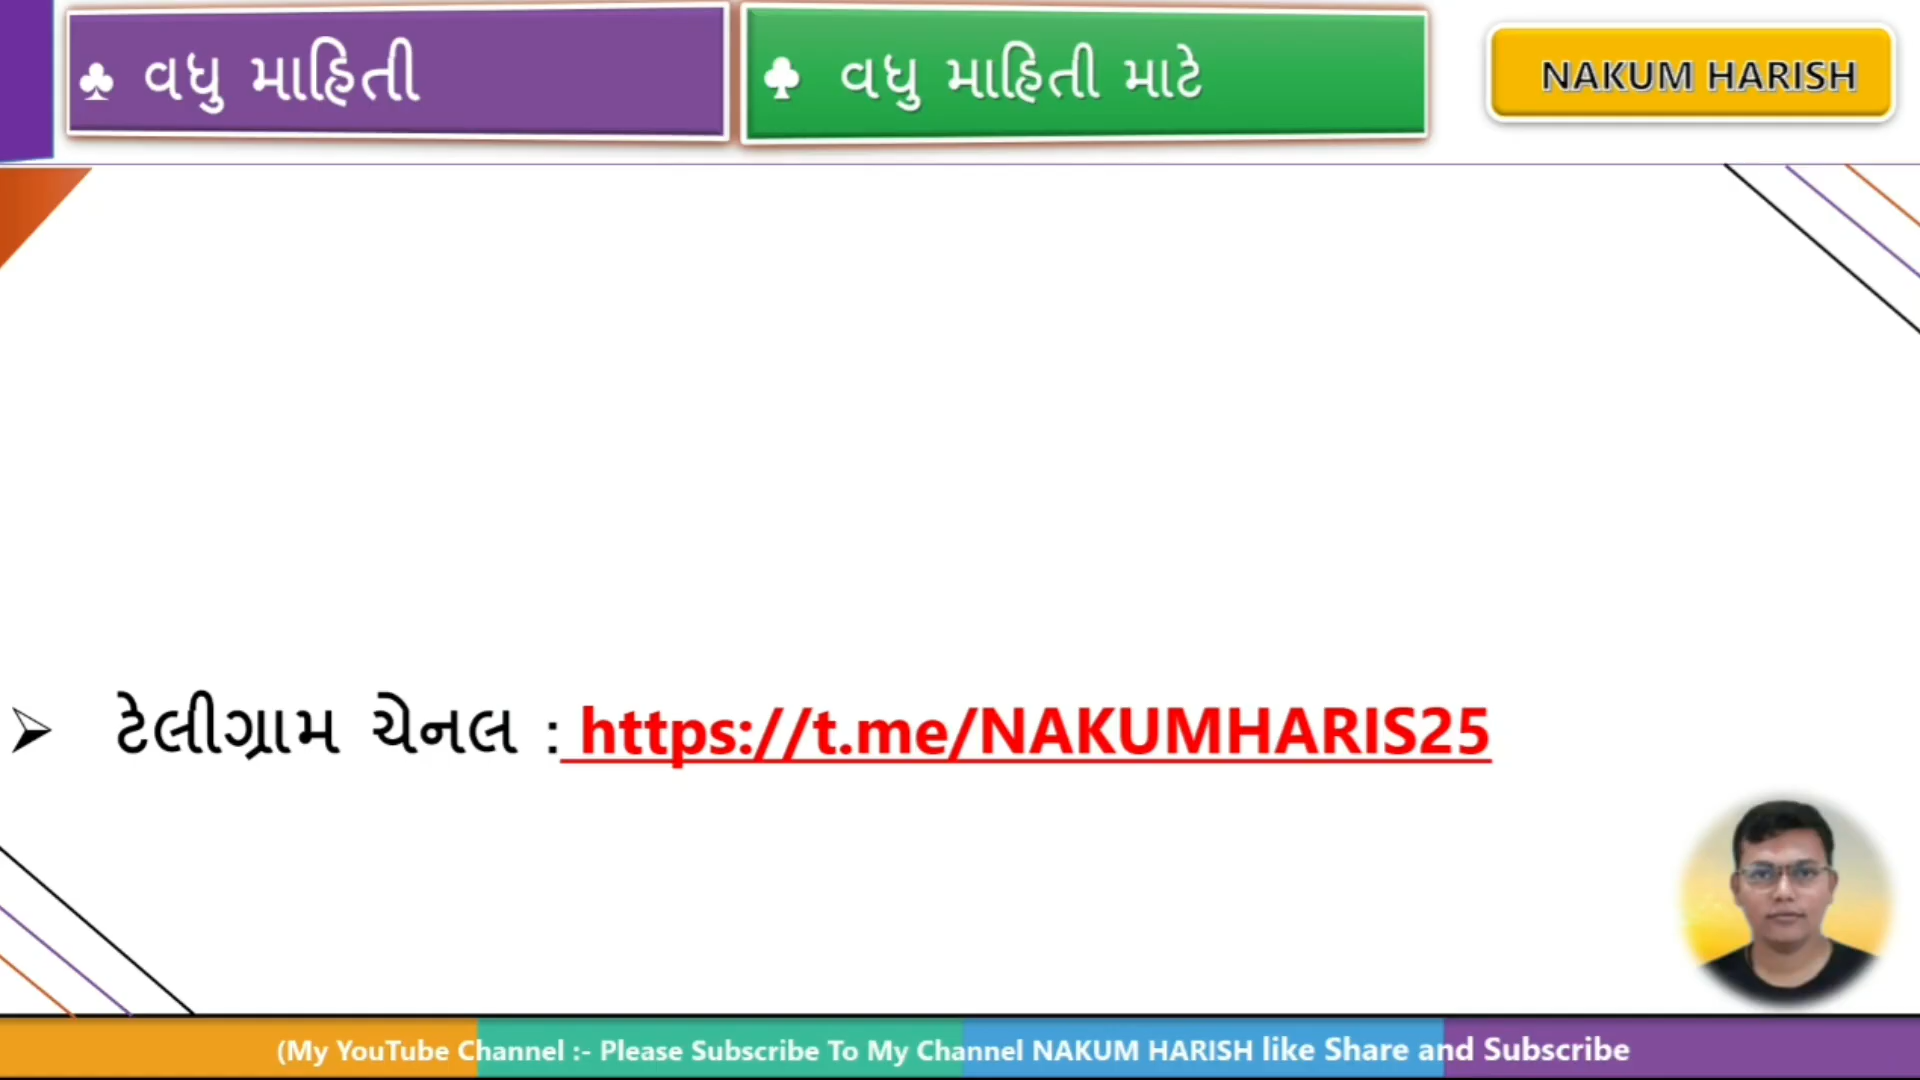 ♣ વધુ માહિતી
♣ વધુ માહિતી માટે
NAKUM HARISH
➢ ટેલીગ્રામ ચેનલ : https://t.me/NAKUMHARIS25
(My YouTube Channel :- Please Subscribe To My Channel NAKUM HARISH like Share and Subscribe